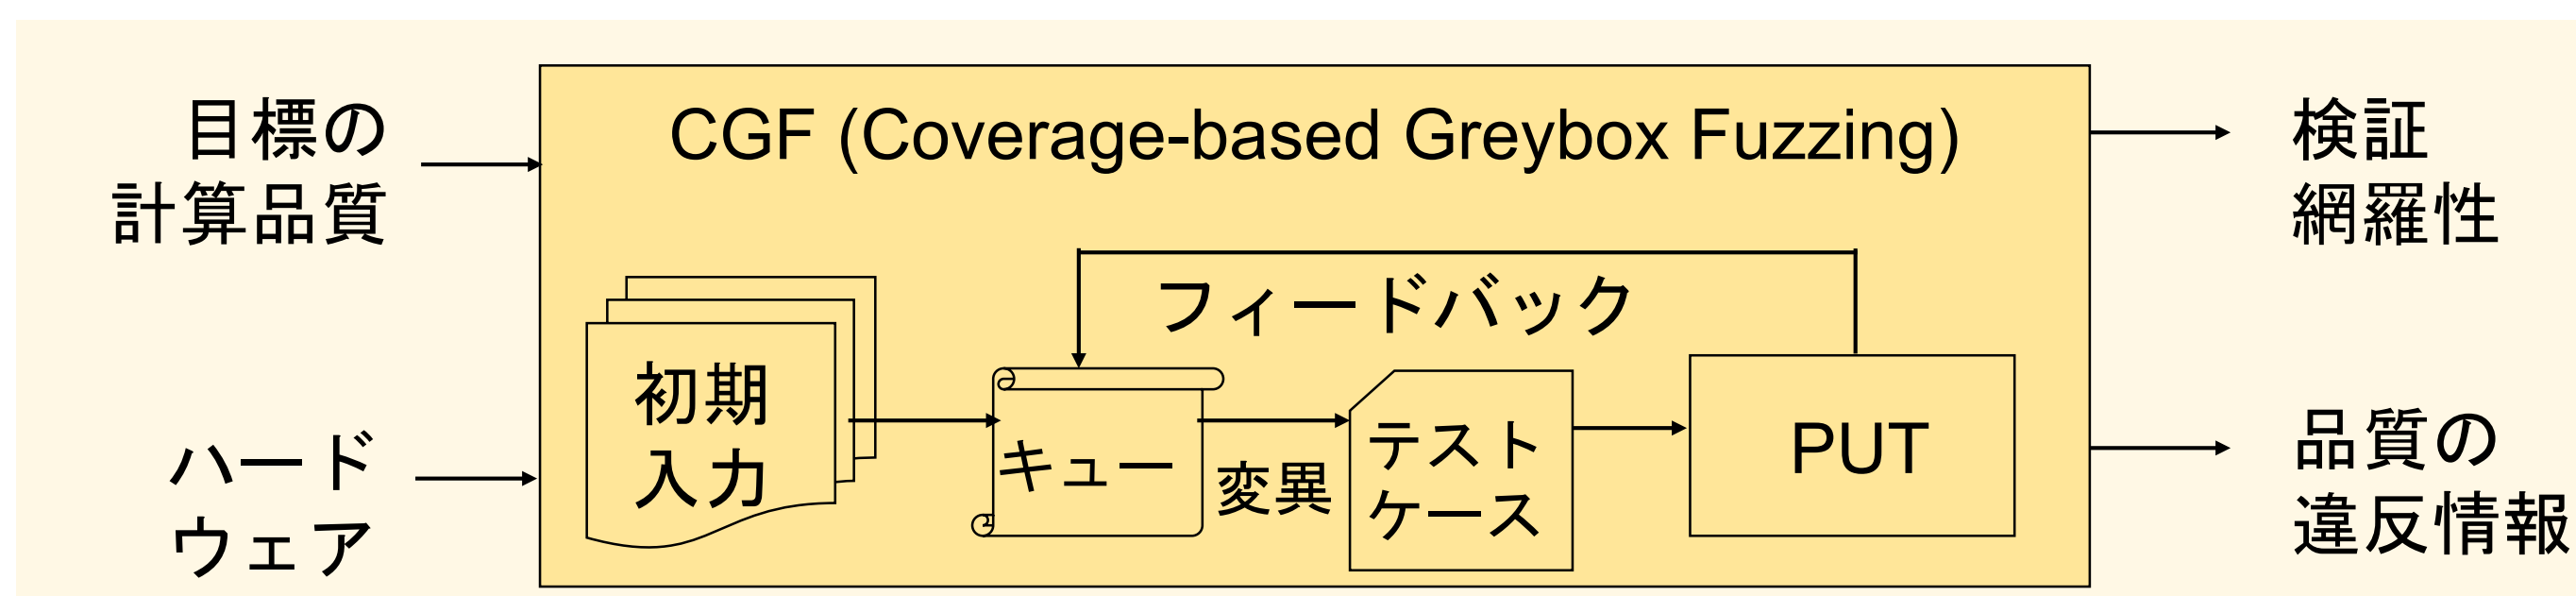 目標の
計算品質
ハード
ウェア
CGF (Coverage-based Greybox Fuzzing)
フィードバック
初期
入力
キュー
変異
テスト
ケース
PUT
検証
網羅性
品質の
違反情報